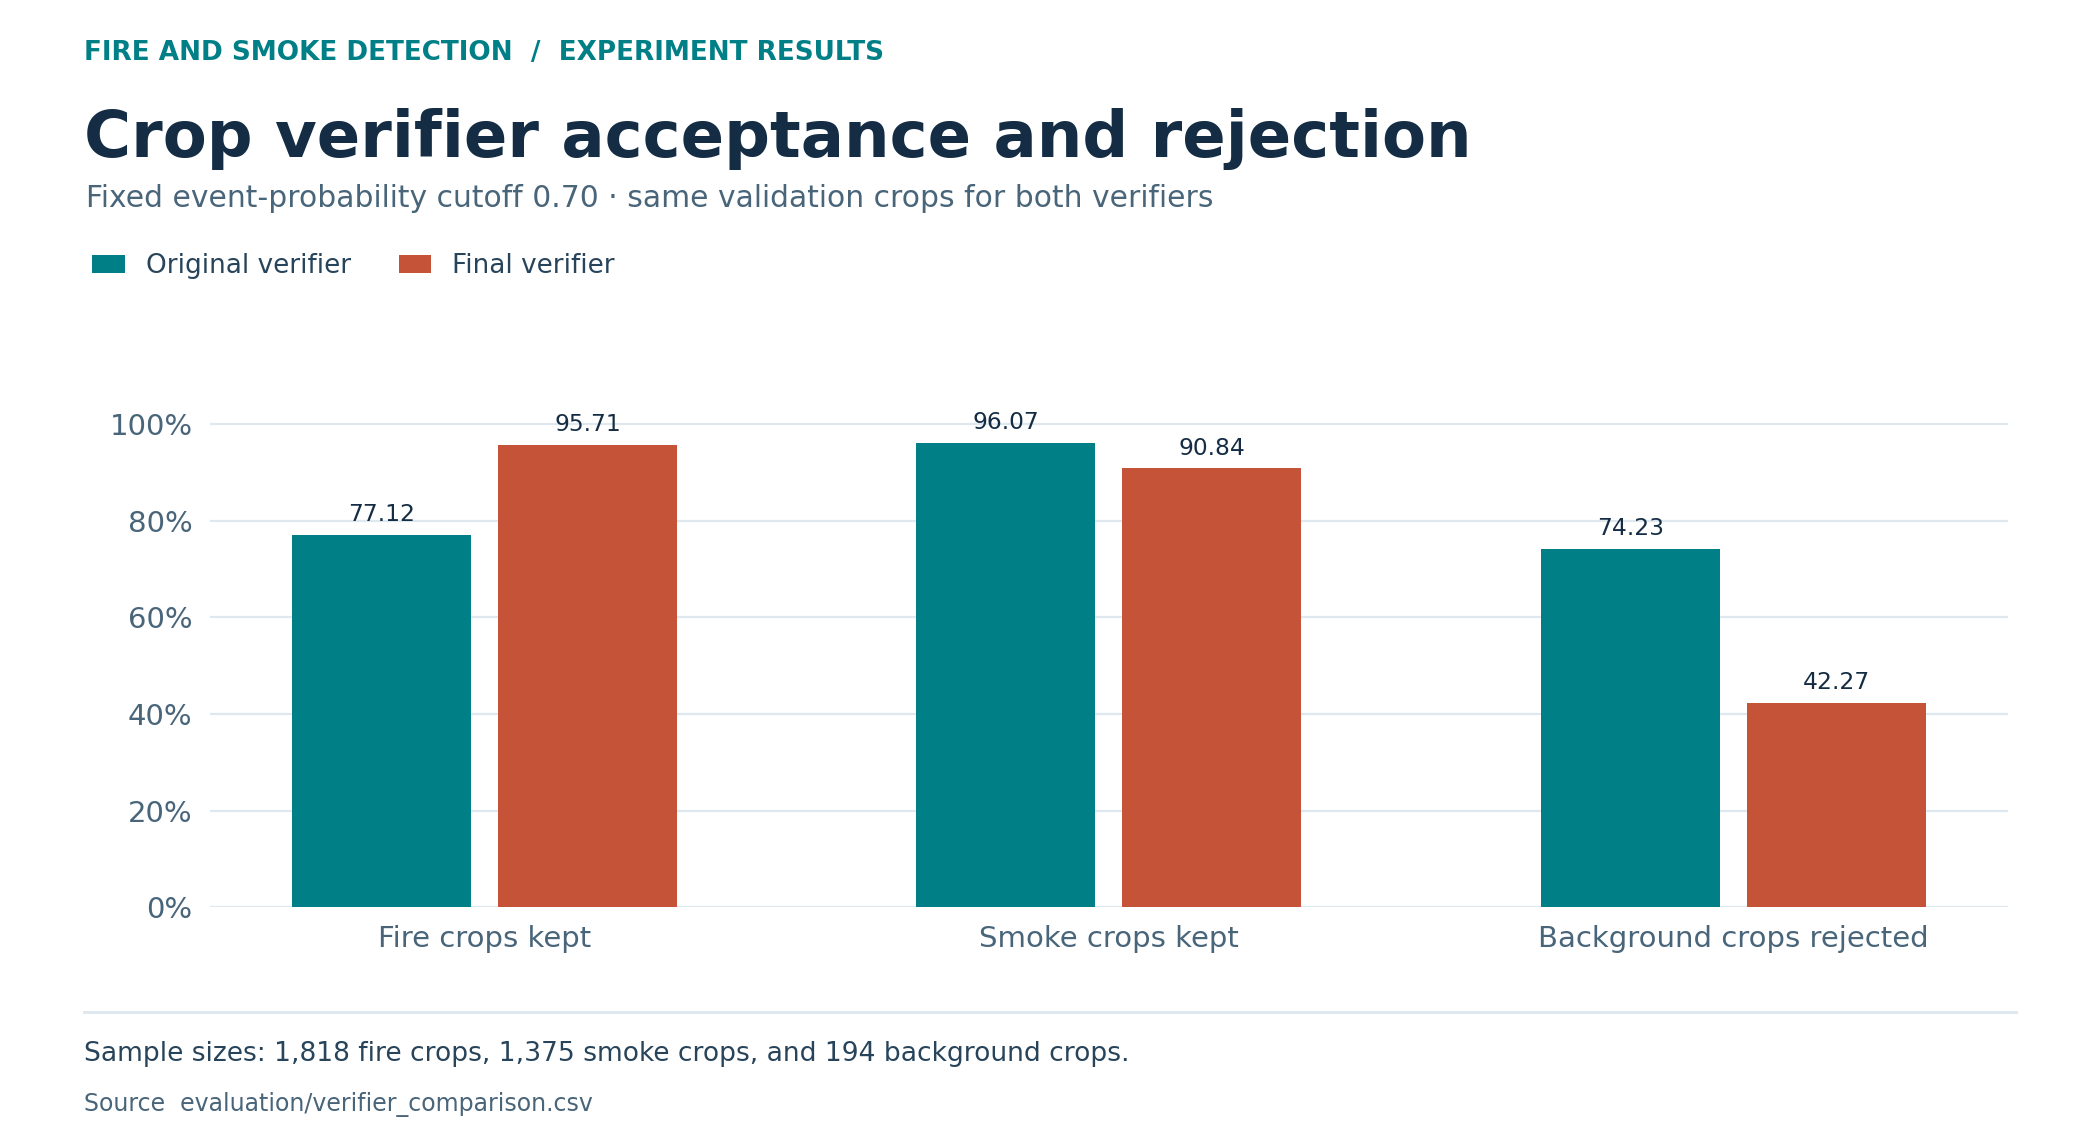 FIRE AND SMOKE DETECTION / EXPERIMENT RESULTS
Crop verifier acceptance and rejection
Fixed event-probability cutoff 0.70 · same validation crops for both verifiers
Original verifier Final verifier
100%
80%
60%
40%
20%
0%
77.12 95.71 96.07 90.84 74.23 42.27
Fire crops kept Smoke crops kept Background crops rejected
Sample sizes: 1,818 fire crops, 1,375 smoke crops, and 194 background crops.
Source evaluation/verifier_comparison.csv